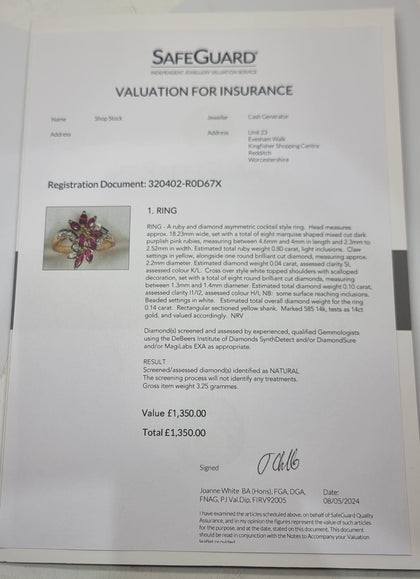 SAFEGUARD
INDEPENDENT JEWELLERY VALUATION SERVICE
VALUATION FOR INSURANCE
Name Shop Stock Jeweller Cash Generator
Address Address Unit 23
Evesham Walk
Kingfisher Shopping Centre
Redditch
Worcestershire
Registration Document: 320402-R0D67X
1. RING
RING - A ruby and diamond asymmetric cocktail style ring. Head measures
approx. 18.23mm wide, set with a total of eight marquise shaped mixed cut dark
purplish pink rubies, measuring between 4.6mm and 4mm in length and 2.3mm to
2.52mm in width. Estimated total ruby weight 0.80 carat, light inclusions. Claw
settings in yellow, alongside one round brilliant cut diamond, measuring approx.
2.2mm diameter. Estimated diamond weight 0.04 carat, assessed clarity SI,
assessed colour K/L. Cross over style white topped shoulders with scalloped
decoration, set with a total of eight round brilliant cut diamonds, measuring
between 1.3mm and 1.4mm diameter. Estimated total diamond weight 0.10 carat,
assessed clarity I1/I2, assessed colour H/I, NB: some surface reaching inclusions.
Beaded settings in white. Estimated total overall diamond weight for the ring
0.14 carat. Rectangular sectioned yellow shank. Marked 585 14k, tests as 14ct
gold, and valued accordingly. NRV
Diamond(s) screened and assessed by experienced, qualified Gemmologists
using the DeBeers Institute of Diamonds SynthDetect and/or DiamondSure
and/or MagiLabs EXA as appropriate.
RESULT
Screened/assessed diamond(s) identified as NATURAL
The screening process will not identify any treatments.
Gross item weight 3.25 grammes.
Value £1,350.00
Total £1,350.00
Signed
Joanne White BA (Hons), FGA, DGA, Date:
FNAG, PJ Val.Dip, FIRV92005 08/05/2024
I have examined the articles scheduled above, on behalf of SafeGuard Quality
Assurance, and in my opinion the figures represent the value of such articles
for the purpose, and at the date, stated on this document. This document
should be read in conjunction with the Notes to Accompany your Valuation
leaflet provided.